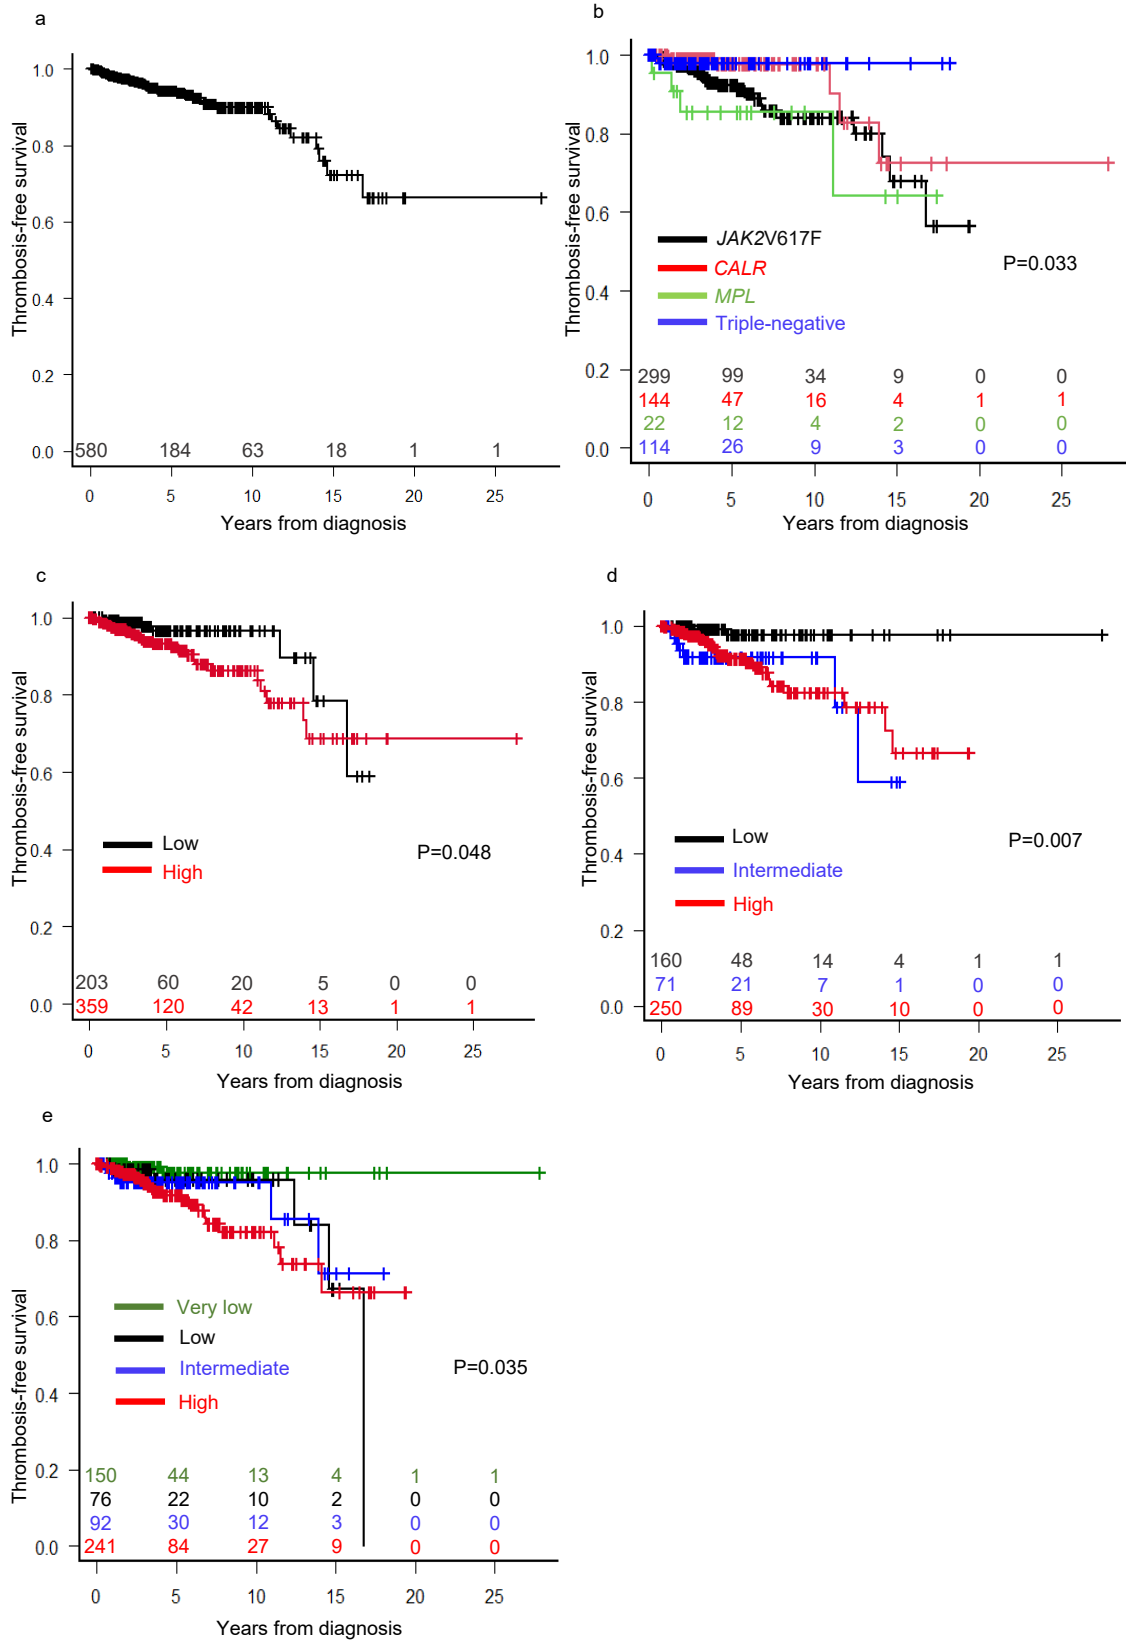 a
Thrombosis-free survival
1.0
0.8
0.6
0.4
0.2
0.0
580 184 63 18 1 1
0 5 10 15 20 25
Years from diagnosis
b
Thrombosis-free survival
1.0
0.8
0.6
0.4
0.2
0.0
JAK2V617F
CALR
MPL
Triple-negative
P=0.033
299 99 34 9 0 0
144 47 16 4 1 1
22 12 4 2 0 0
114 26 9 3 0 0
0 5 10 15 20 25
Years from diagnosis
c
Thrombosis-free survival
1.0
0.8
0.6
0.4
0.2
0.0
Low
High
P=0.048
203 60 20 5 0 0
359 120 42 13 1 1
0 5 10 15 20 25
Years from diagnosis
d
Thrombosis-free survival
1.0
0.8
0.6
0.4
0.2
0.0
Low
Intermediate
High
P=0.007
160 48 14 4 1 1
71 21 7 1 0 0
250 89 30 10 0 0
0 5 10 15 20 25
Years from diagnosis
e
Thrombosis-free survival
1.0
0.8
0.6
0.4
0.2
0.0
Very low
Low
Intermediate
High
P=0.035
150 44 13 4 1 1
76 22 10 2 0 0
92 30 12 3 0 0
241 84 27 9 0 0
0 5 10 15 20 25
Years from diagnosis